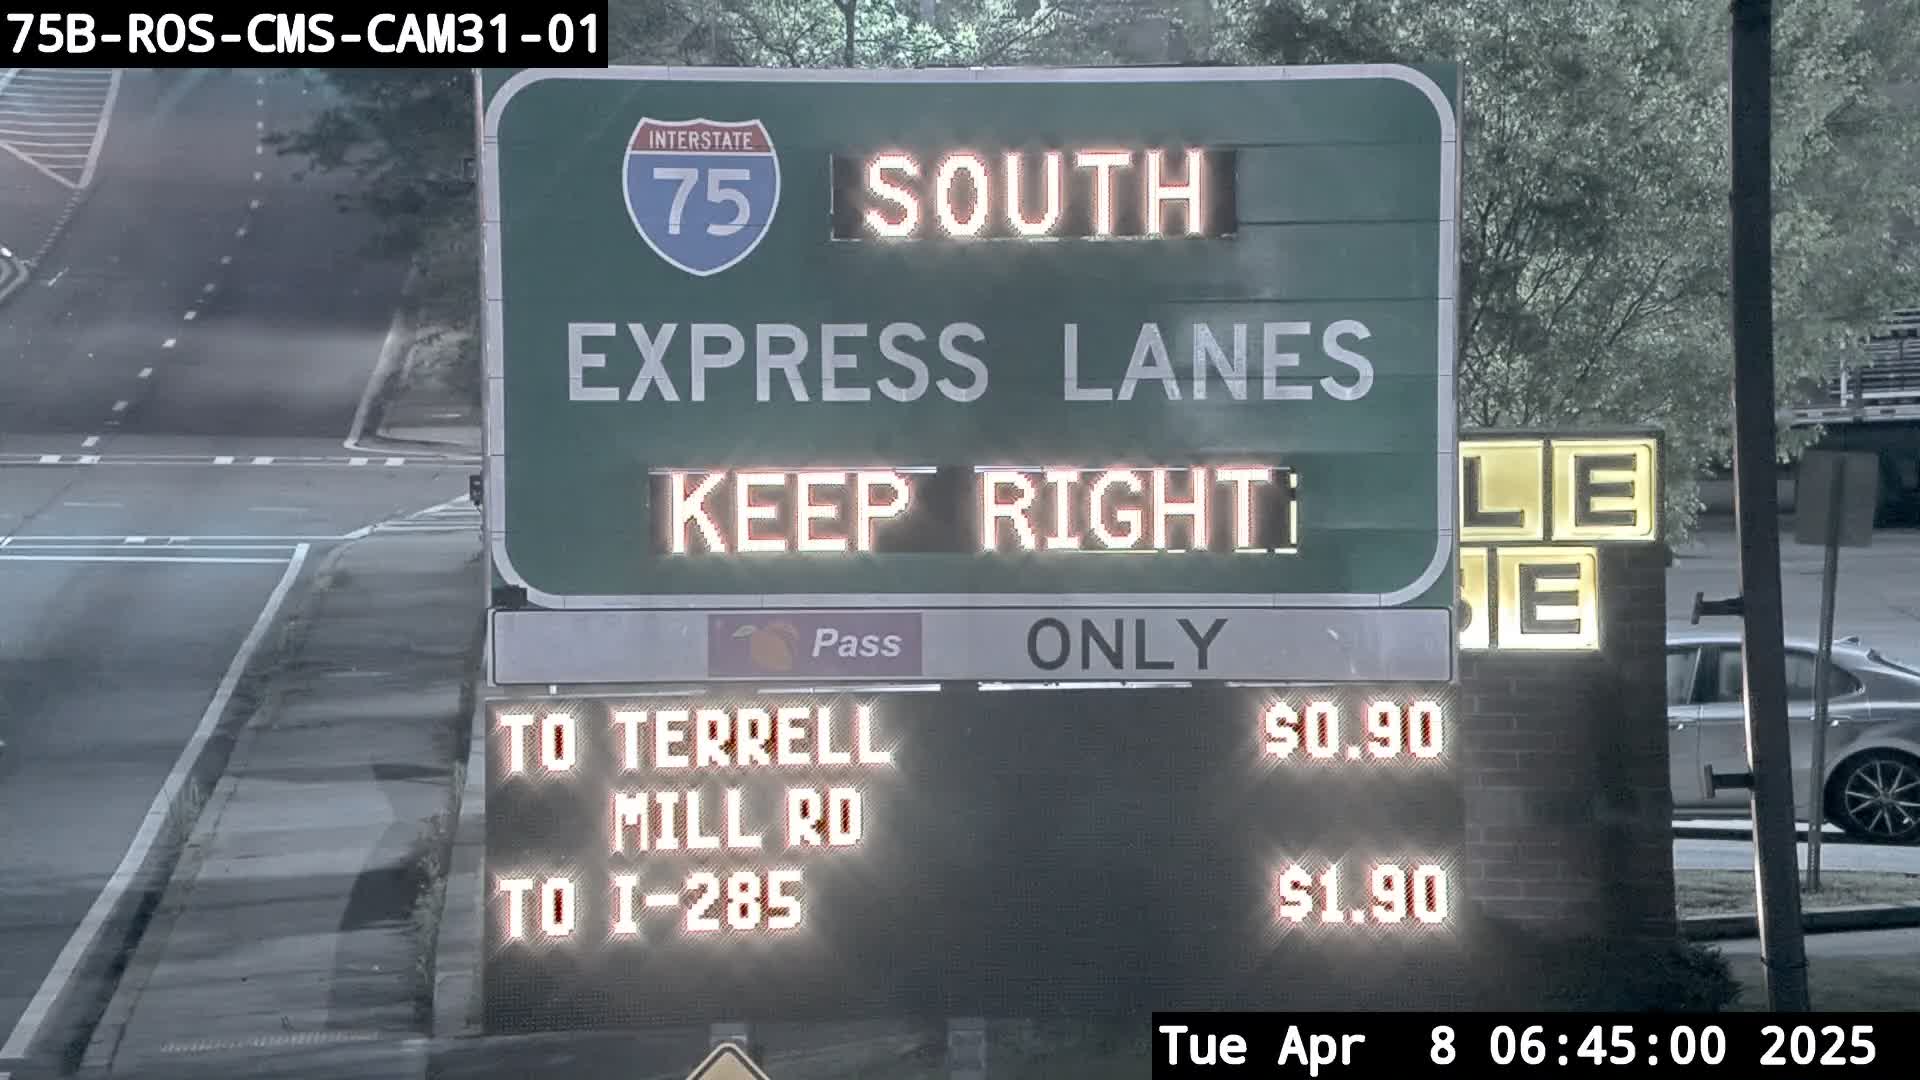 75B-ROS-CMS-CAM31-01
INTERSTATE
75
SOUTH
EXPRESS LANES
KEEP RIGHT
Pass ONLY
LE
E
TO TERRELL $0.90
MILL RD
TO I-285 $1.90
Tue Apr 8 06:45:00 2025